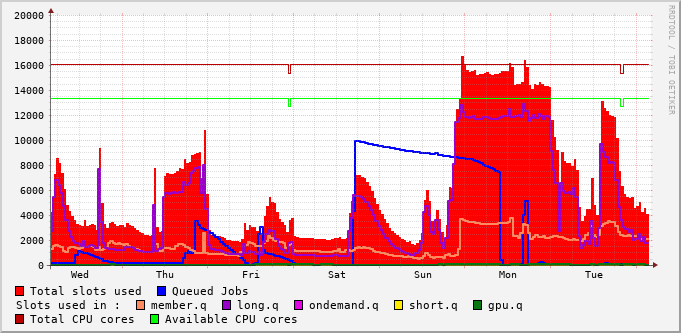 RRDTOOL / TOBI OETIKER
20000
18000
16000
14000
12000
10000
8000
6000
4000
2000
0
Wed Thu Fri Sat Sun Mon Tue
Total slots used Queued Jobs
Slots used in : member.q long.q ondemand.q short.q gpu.q
Total CPU cores Available CPU cores